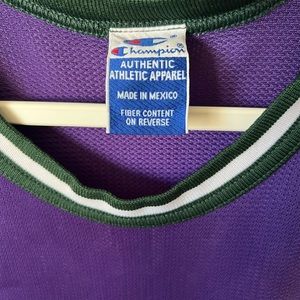 Champion
AUTHENTIC
ATHLETIC APPAREL
MADE IN MEXICO
FIBER CONTENT
ON REVERSE